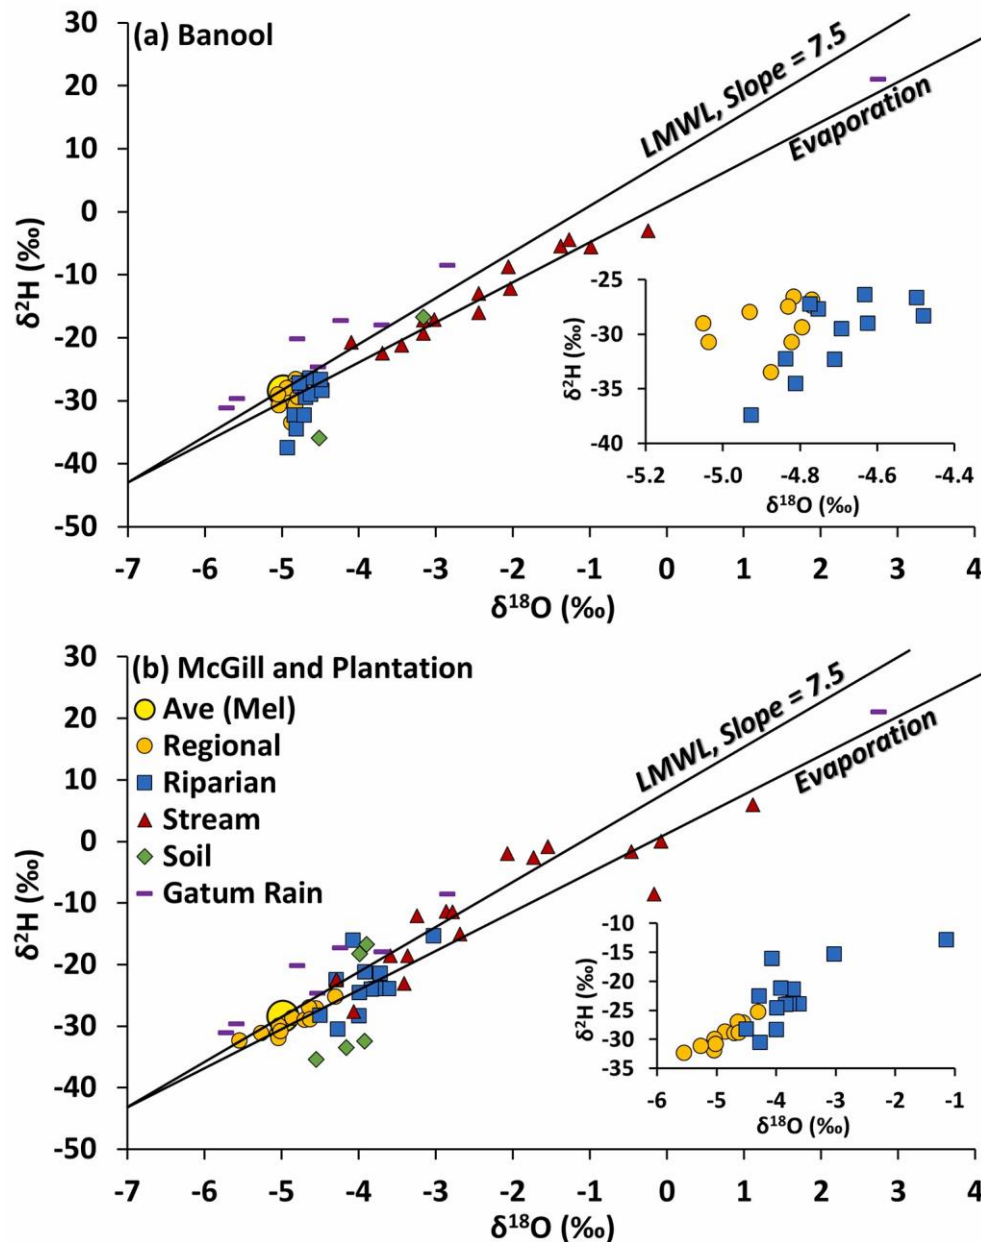 (a) Banool
30
20
10
0
-10
-20
-30
-40
-50
δ²H (‰)
LMWL, Slope = 7.5
Evaporation
-25
-30
-35
-40
δ²H (‰)
-5.2 -5.0 -4.8 -4.6 -4.4
δ¹⁸O (‰)
-7 -6 -5 -4 -3 -2 -1 0 1 2 3 4
δ¹⁸O (‰)
(b) McGill and Plantation
Ave (Mel)
Regional
Riparian
Stream
Soil
Gatum Rain
30
20
10
0
-10
-20
-30
-40
-50
δ²H (‰)
LMWL, Slope = 7.5
Evaporation
-10
-15
-20
-25
-30
-35
δ²H (‰)
-6 -5 -4 -3 -2 -1
δ¹⁸O (‰)
-7 -6 -5 -4 -3 -2 -1 0 1 2 3 4
δ¹⁸O (‰)